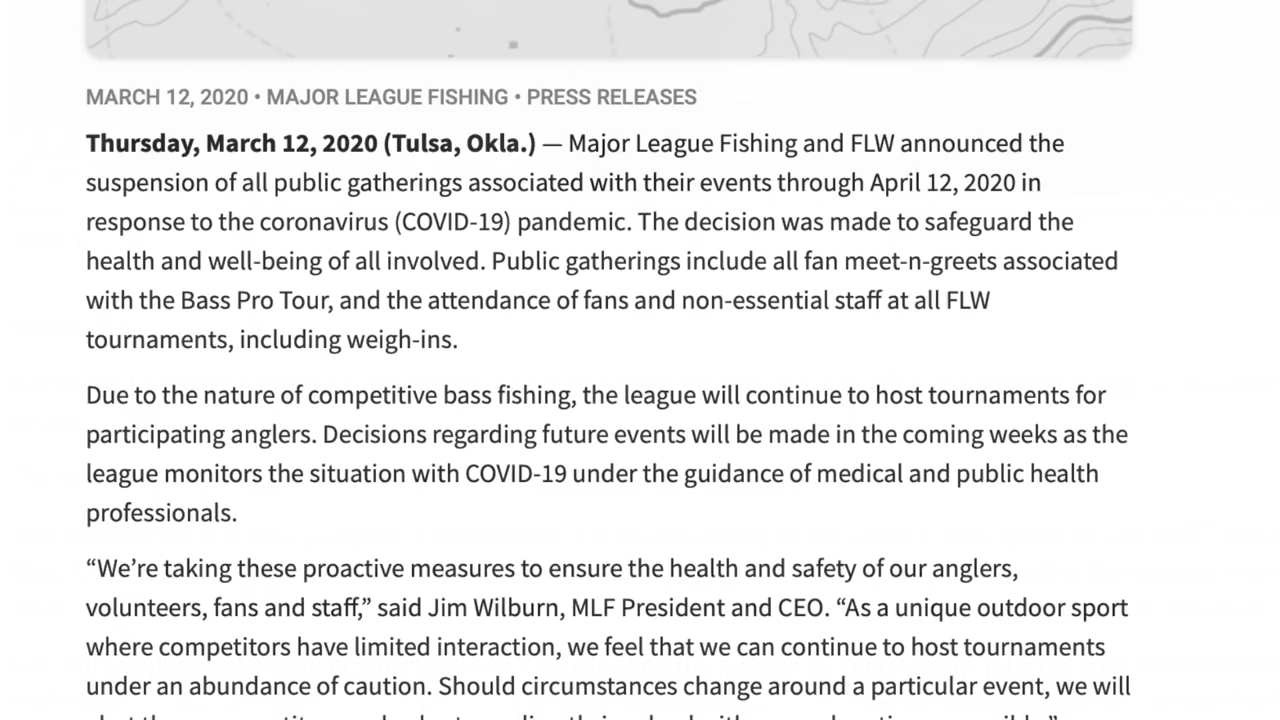 MARCH 12, 2020 • MAJOR LEAGUE FISHING • PRESS RELEASES
Thursday, March 12, 2020 (Tulsa, Okla.) — Major League Fishing and FLW announced the
suspension of all public gatherings associated with their events through April 12, 2020 in
response to the coronavirus (COVID-19) pandemic. The decision was made to safeguard the
health and well-being of all involved. Public gatherings include all fan meet-n-greets associated
with the Bass Pro Tour, and the attendance of fans and non-essential staff at all FLW
tournaments, including weigh-ins.
Due to the nature of competitive bass fishing, the league will continue to host tournaments for
participating anglers. Decisions regarding future events will be made in the coming weeks as the
league monitors the situation with COVID-19 under the guidance of medical and public health
professionals.
“We’re taking these proactive measures to ensure the health and safety of our anglers,
volunteers, fans and staff,” said Jim Wilburn, MLF President and CEO. “As a unique outdoor sport
where competitors have limited interaction, we feel that we can continue to host tournaments
under an abundance of caution. Should circumstances change around a particular event, we will